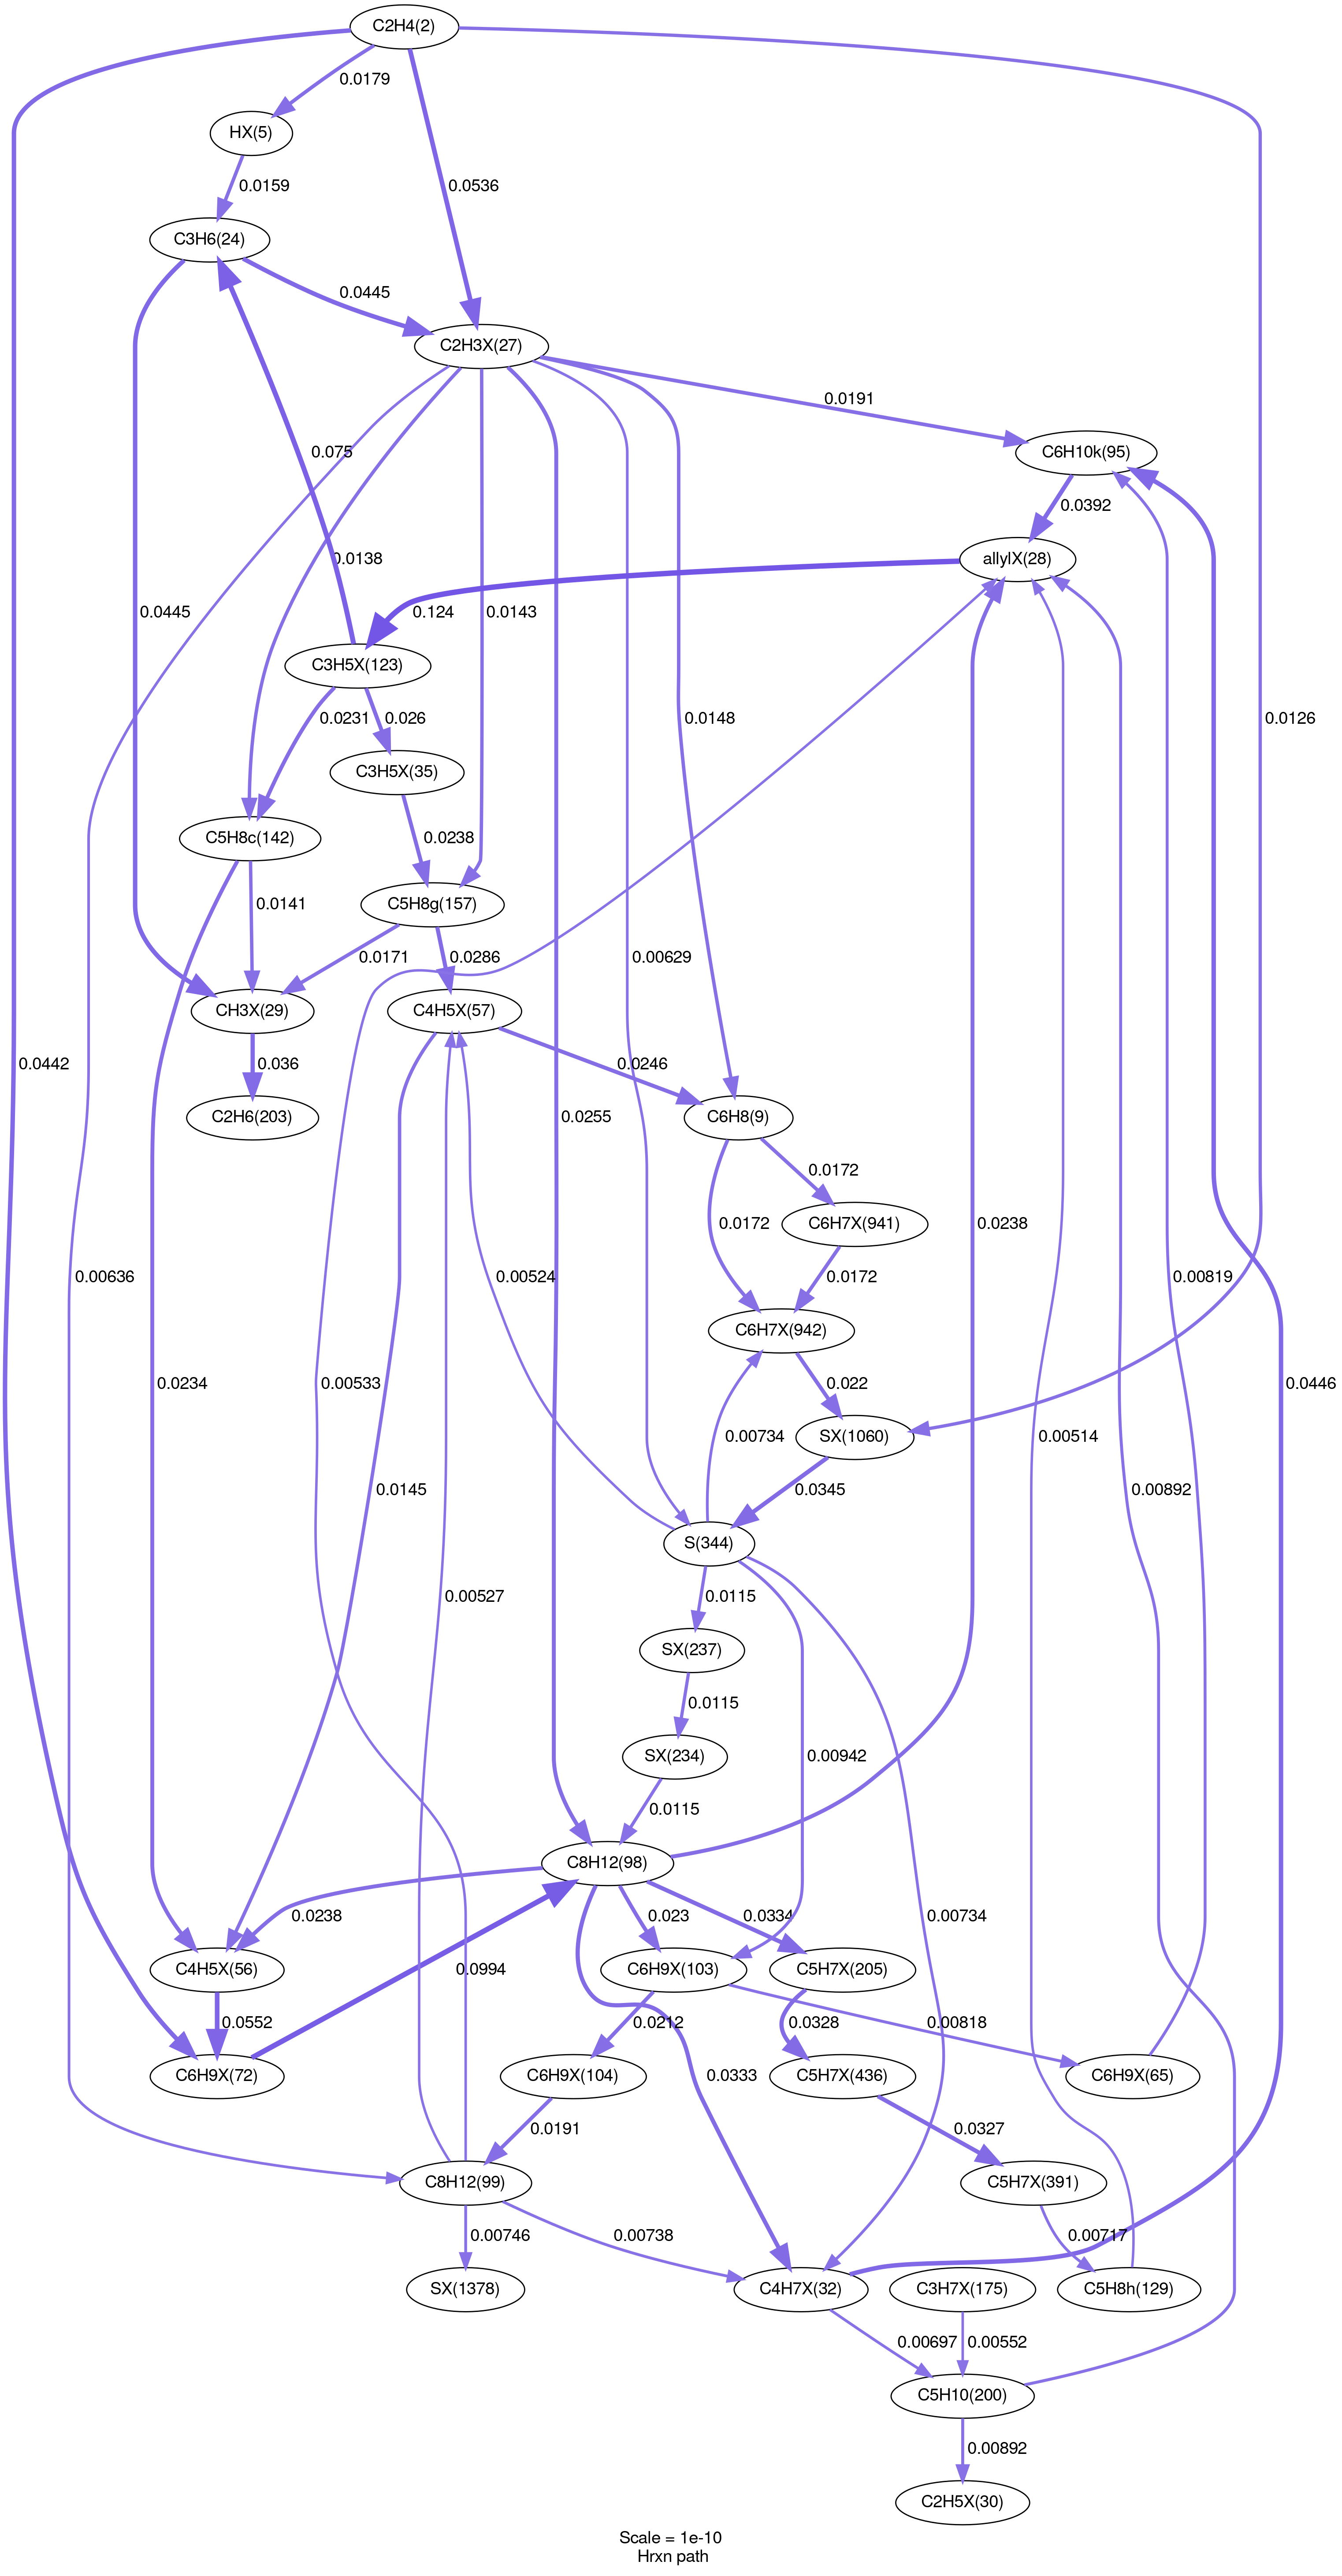 C2H4(2)
0.0179
HX(5)
0.0159
0.0536
C3H6(24)
0.0445
C2H3X(27)
0.0191
C6H10k(95)
0.075
0.0392
0.0138
allylX(28)
0.0445
0.124
0.0143
C3H5X(123)
0.0231
0.026
0.0148
0.0126
C3H5X(35)
C5H8c(142)
0.0238
0.0141
C5H8g(157)
0.0171
0.0286
0.00629
CH3X(29)
C4H5X(57)
0.0442
0.036
0.0246
C2H6(203)
0.0255
C6H8(9)
0.0172
0.0172
C6H7X(941)
0.0238
0.00636
0.00524
0.0172
0.00819
C6H7X(942)
0.0234
0.00533
0.022
0.0446
0.00734
SX(1060)
0.00514
0.0145
0.0345
0.00892
S(344)
0.00527
0.0115
SX(237)
0.0115
SX(234)
0.00942
0.0115
C8H12(98)
0.0238
0.023
0.0334
0.00734
C4H5X(56)
0.0994
C6H9X(103)
C5H7X(205)
0.0552
0.0212
0.0328
0.00818
C6H9X(72)
C6H9X(104)
0.0333
C5H7X(436)
C6H9X(65)
0.0191
0.0327
C8H12(99)
C5H7X(391)
0.00746
0.00738
0.00717
SX(1378)
C4H7X(32)
C3H7X(175)
C5H8h(129)
0.00697
0.00552
C5H10(200)
0.00892
C2H5X(30)
Scale = 1e-10
Hrxn path